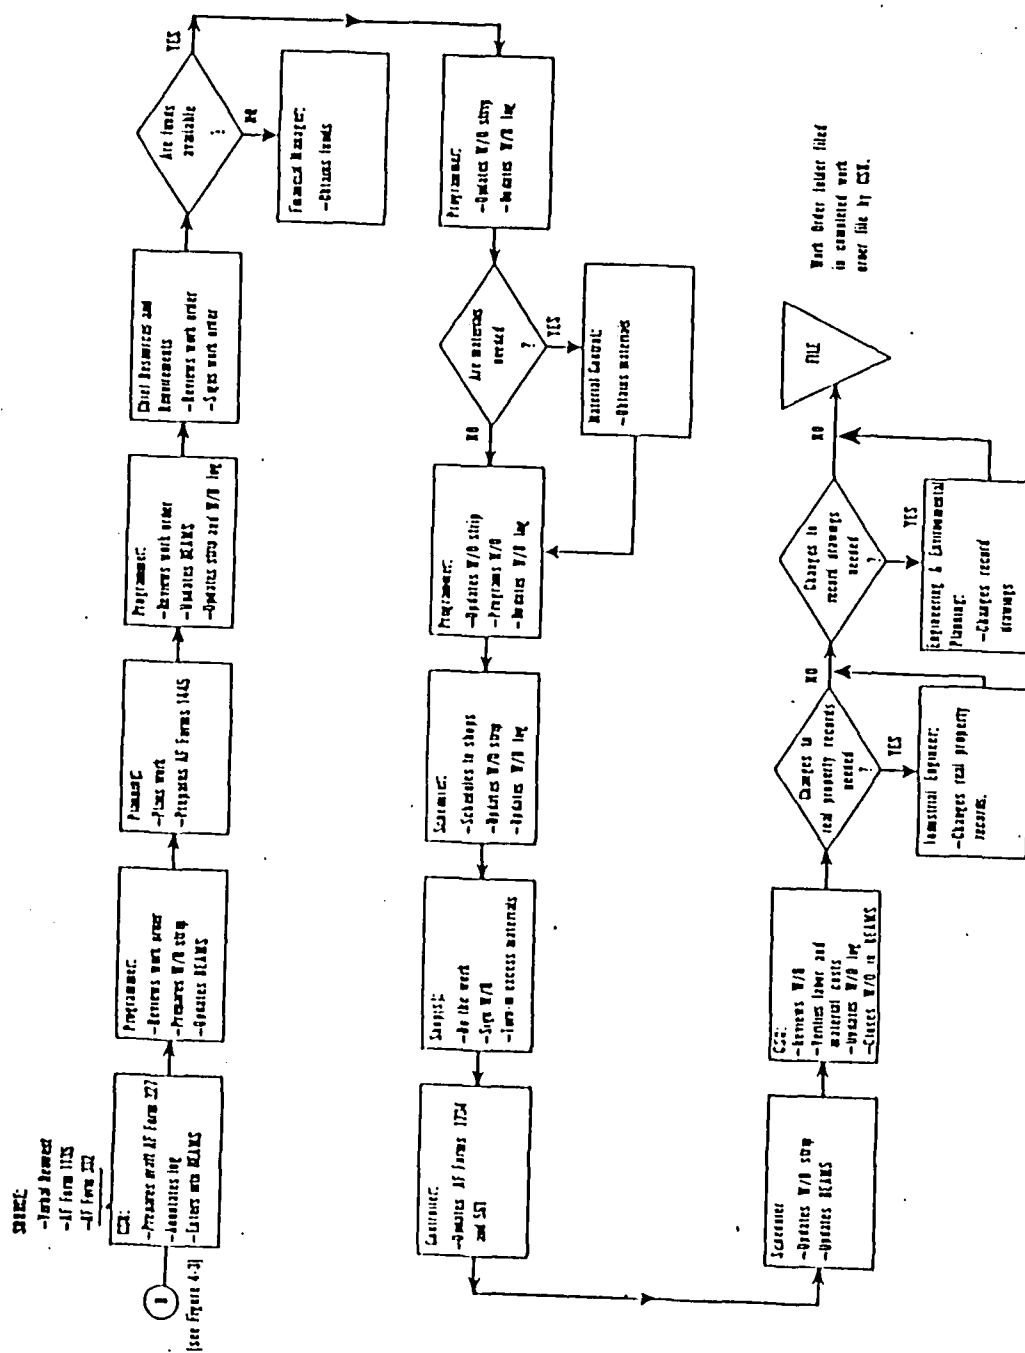 SOURCE:
-Verbal Request
-AF Form 1135
-AF Form 332
B
[see Figure 4-3]
CSR:
-Prepares
AF Form 327
-Annotates log
-Enters into BEAMS
Programmer:
-Reviews work order
-Prepares W/O strip
-Updates BEAMS
Planner:
-Plans work
-Prepares AF Forms 1445
Programmer:
-Reviews work order
-Updates BEAMS
-Updates strip and W/O log
Chief Resources and
-Reviews work order
-Signs work order
Are funds
available
?
YES
NO
Financial Manager:
-Obtains funds
Programmer:
-Updates W/O strip
-Updates W/O log
Are materials
needed
?
YES
NO
Material Control:
-Obtains materials
Programmer:
-Updates W/O strip
-Programs W/O
-Updates W/O log
Scheduler:
-Schedules to shops
-Updates W/O strip
-Updates W/O log
Shop(s):
-Do the work
-Sign W/O
-Turn-in excess materials
Controller:
-Updates AF Forms 1734
and 561
Scheduler
-Updates W/O strip
-Updates BEAMS
CSR:
-Reviews W/O
-Verifies labor and
material costs
-Updates W/O log
-Closes W/O in BEAMS
Changes to
real property records
needed
?
YES
NO
Industrial Engineer:
-Changes real property
records.
Changes to
record drawings
needed
?
YES
NO
Engineering & Environmental
Planning:
-Changes record
drawings
FILE
Work Order folder filed
in completed work
order file by CSR.